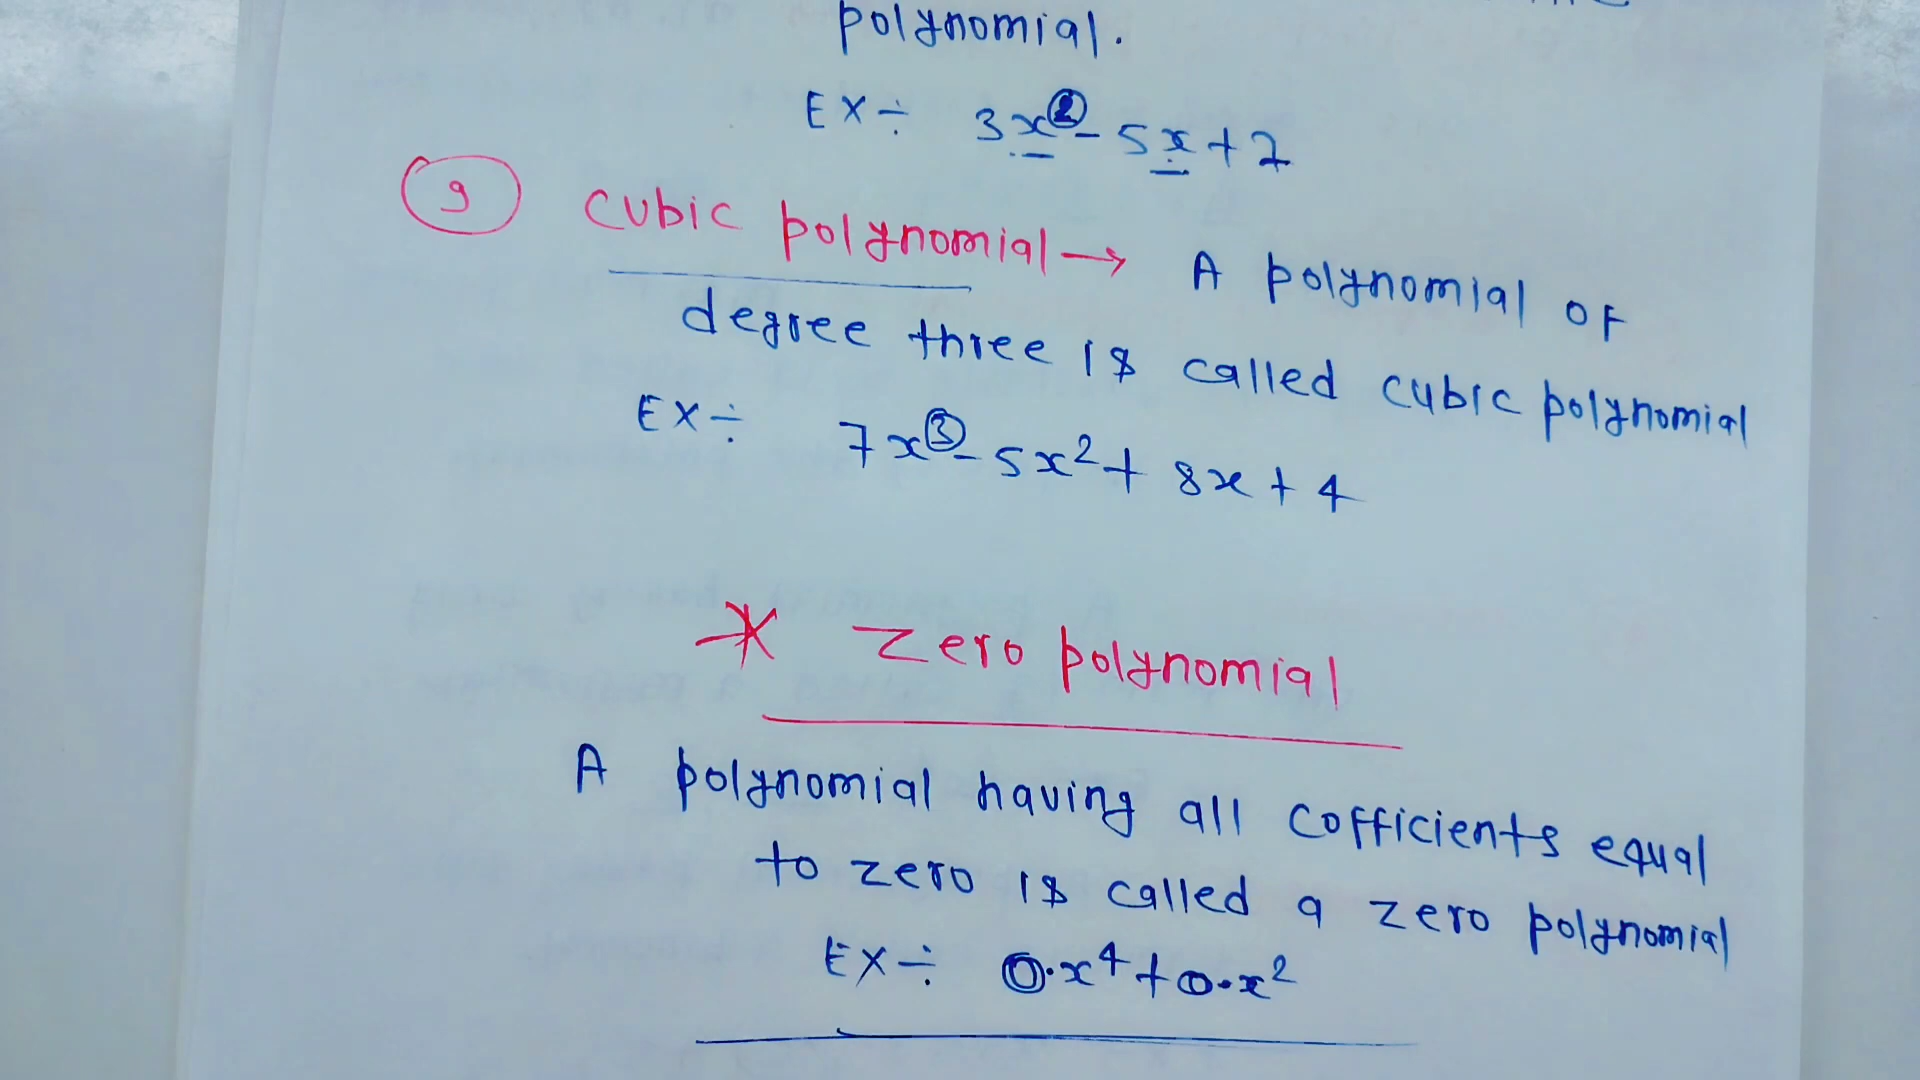 polynomial.
EX÷ 3x²-5x+7
9 cubic polynomial → A polynomial of
degree three is called cubic polynomial
EX÷ 7x³-5x²+8x+4
* Zero polynomial
A polynomial having all cofficients equal
to zero is called a zero polynomial
EX÷ 0·x⁴+0·x²